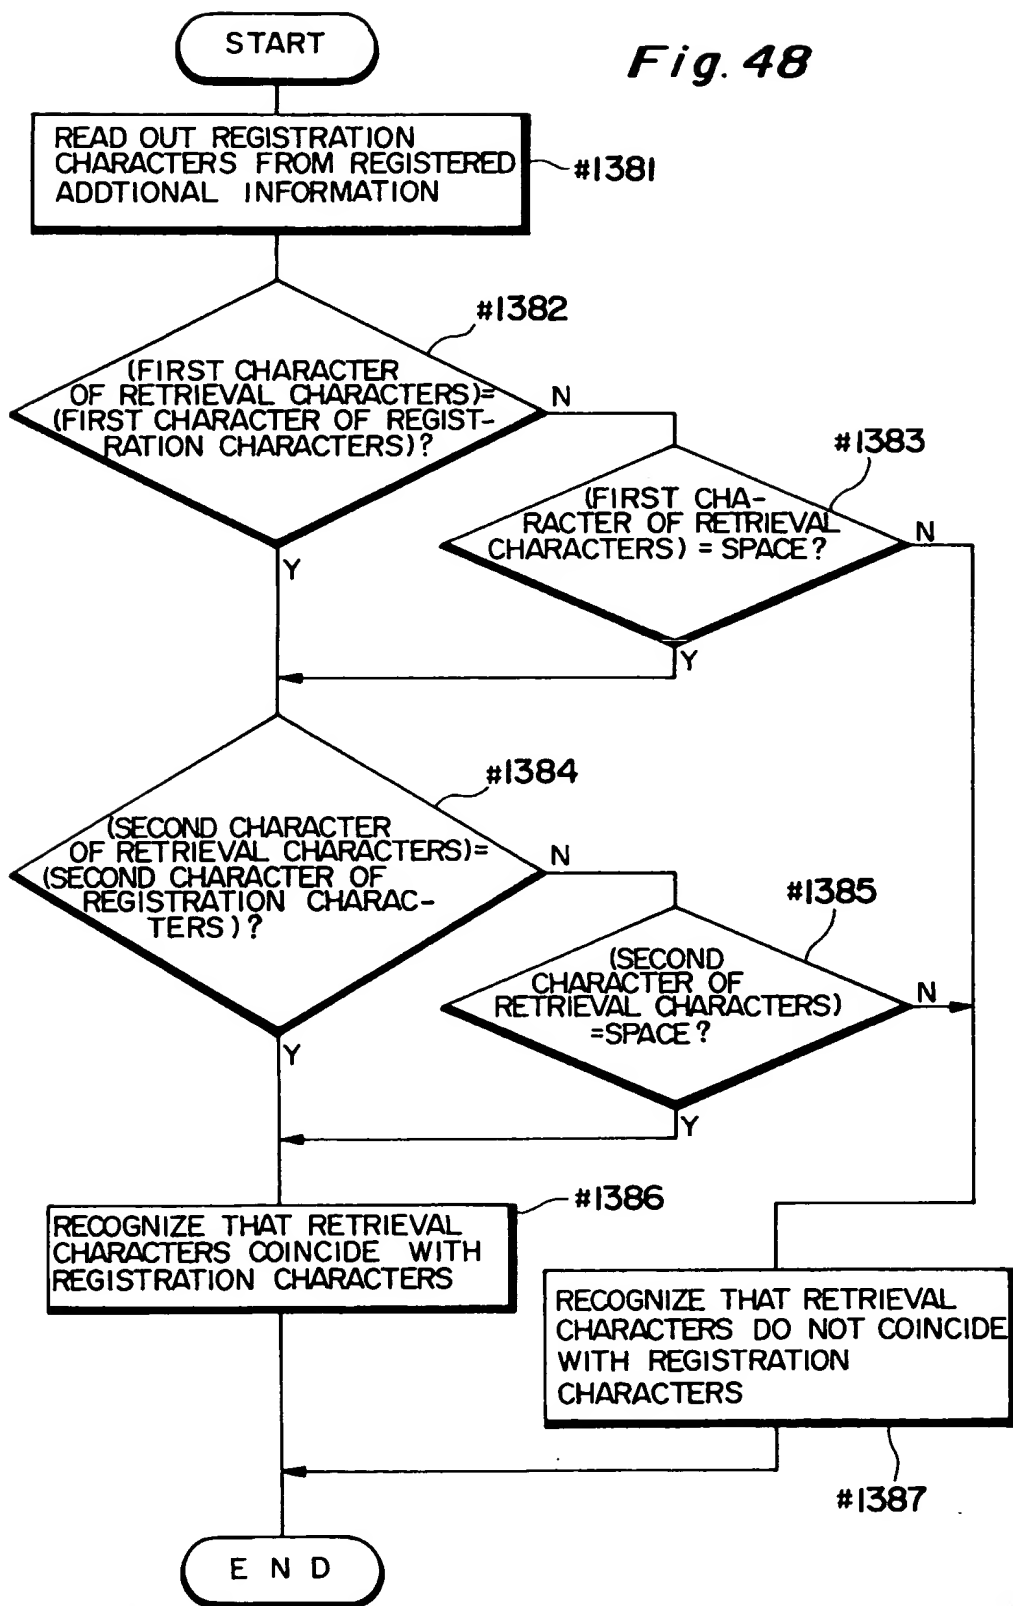 START
Fig. 48
READ OUT REGISTRATION
CHARACTERS FROM REGISTERED
ADDTIONAL INFORMATION
#1381
#1382
(FIRST CHARACTER
OF RETRIEVAL CHARACTERS)=
(FIRST CHARACTER OF REGIST-
RATION CHARACTERS)?
N
Y
#1383
(FIRST CHA-
RACTER OF RETRIEVAL
CHARACTERS) = SPACE?
N
Y
#1384
(SECOND CHARACTER
OF RETRIEVAL CHARACTERS)=
(SECOND CHARACTER OF
REGISTRATION CHARAC-
TERS)?
N
Y
#1385
(SECOND
CHARACTER OF
RETRIEVAL CHARACTERS)
=SPACE?
N
Y
#1386
RECOGNIZE THAT RETRIEVAL
CHARACTERS COINCIDE WITH
REGISTRATION CHARACTERS
RECOGNIZE THAT RETRIEVAL
CHARACTERS DO NOT COINCIDE
WITH REGISTRATION
CHARACTERS
#1387
END